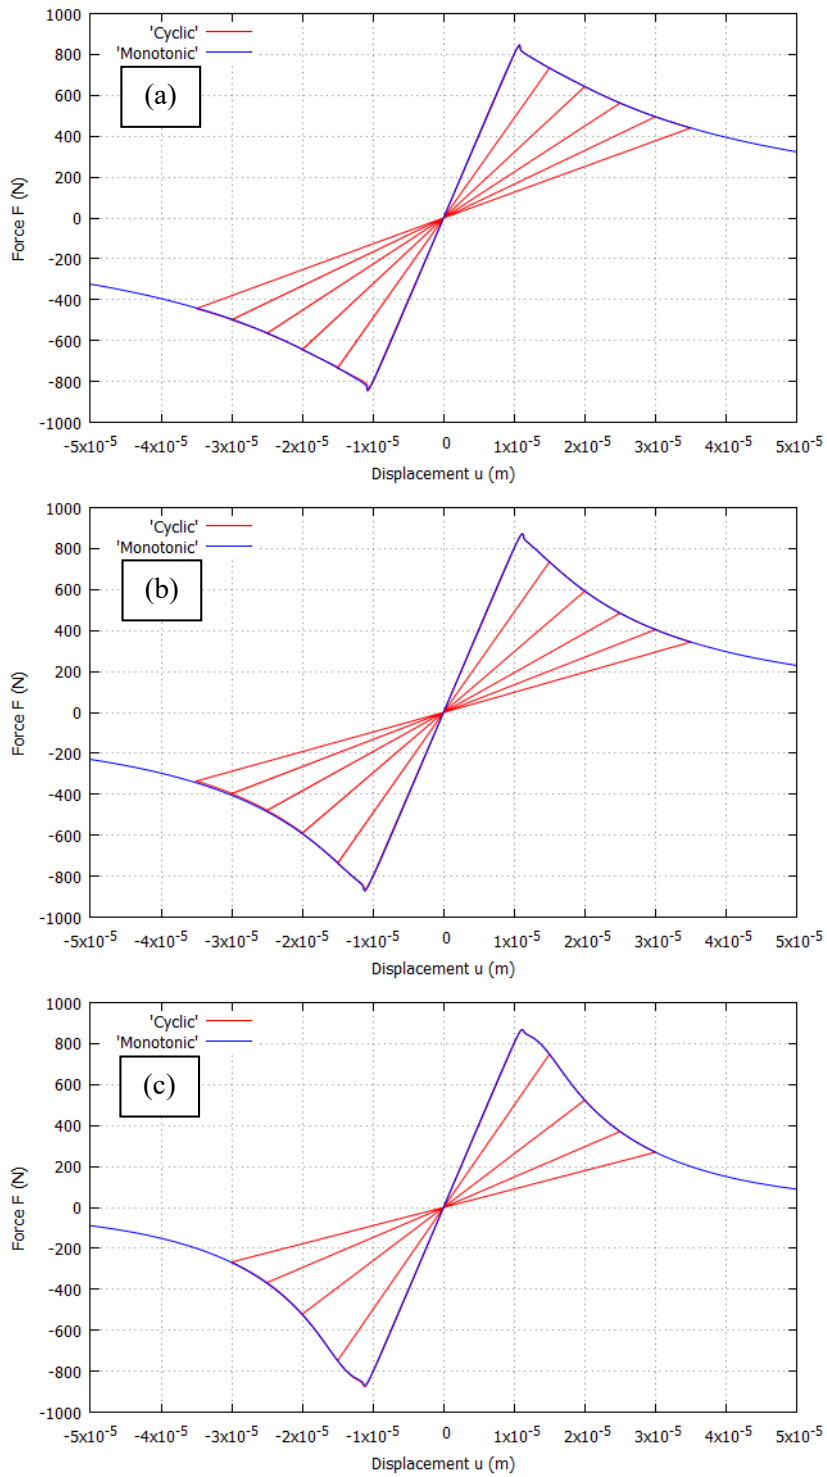 1000
800
600
400
200
0
-200
-400
-600
-800
-1000
Force F (N)
'Cyclic'
'Monotonic'
(a)
-5x10⁻⁵ -4x10⁻⁵ -3x10⁻⁵ -2x10⁻⁵ -1x10⁻⁵ 0 1x10⁻⁵ 2x10⁻⁵ 3x10⁻⁵ 4x10⁻⁵ 5x10⁻⁵
Displacement u (m)
1000
800
600
400
200
0
-200
-400
-600
-800
-1000
Force F (N)
'Cyclic'
'Monotonic'
(b)
-5x10⁻⁵ -4x10⁻⁵ -3x10⁻⁵ -2x10⁻⁵ -1x10⁻⁵ 0 1x10⁻⁵ 2x10⁻⁵ 3x10⁻⁵ 4x10⁻⁵ 5x10⁻⁵
Displacement u (m)
1000
800
600
400
200
0
-200
-400
-600
-800
-1000
Force F (N)
'Cyclic'
'Monotonic'
(c)
-5x10⁻⁵ -4x10⁻⁵ -3x10⁻⁵ -2x10⁻⁵ -1x10⁻⁵ 0 1x10⁻⁵ 2x10⁻⁵ 3x10⁻⁵ 4x10⁻⁵ 5x10⁻⁵
Displacement u (m)